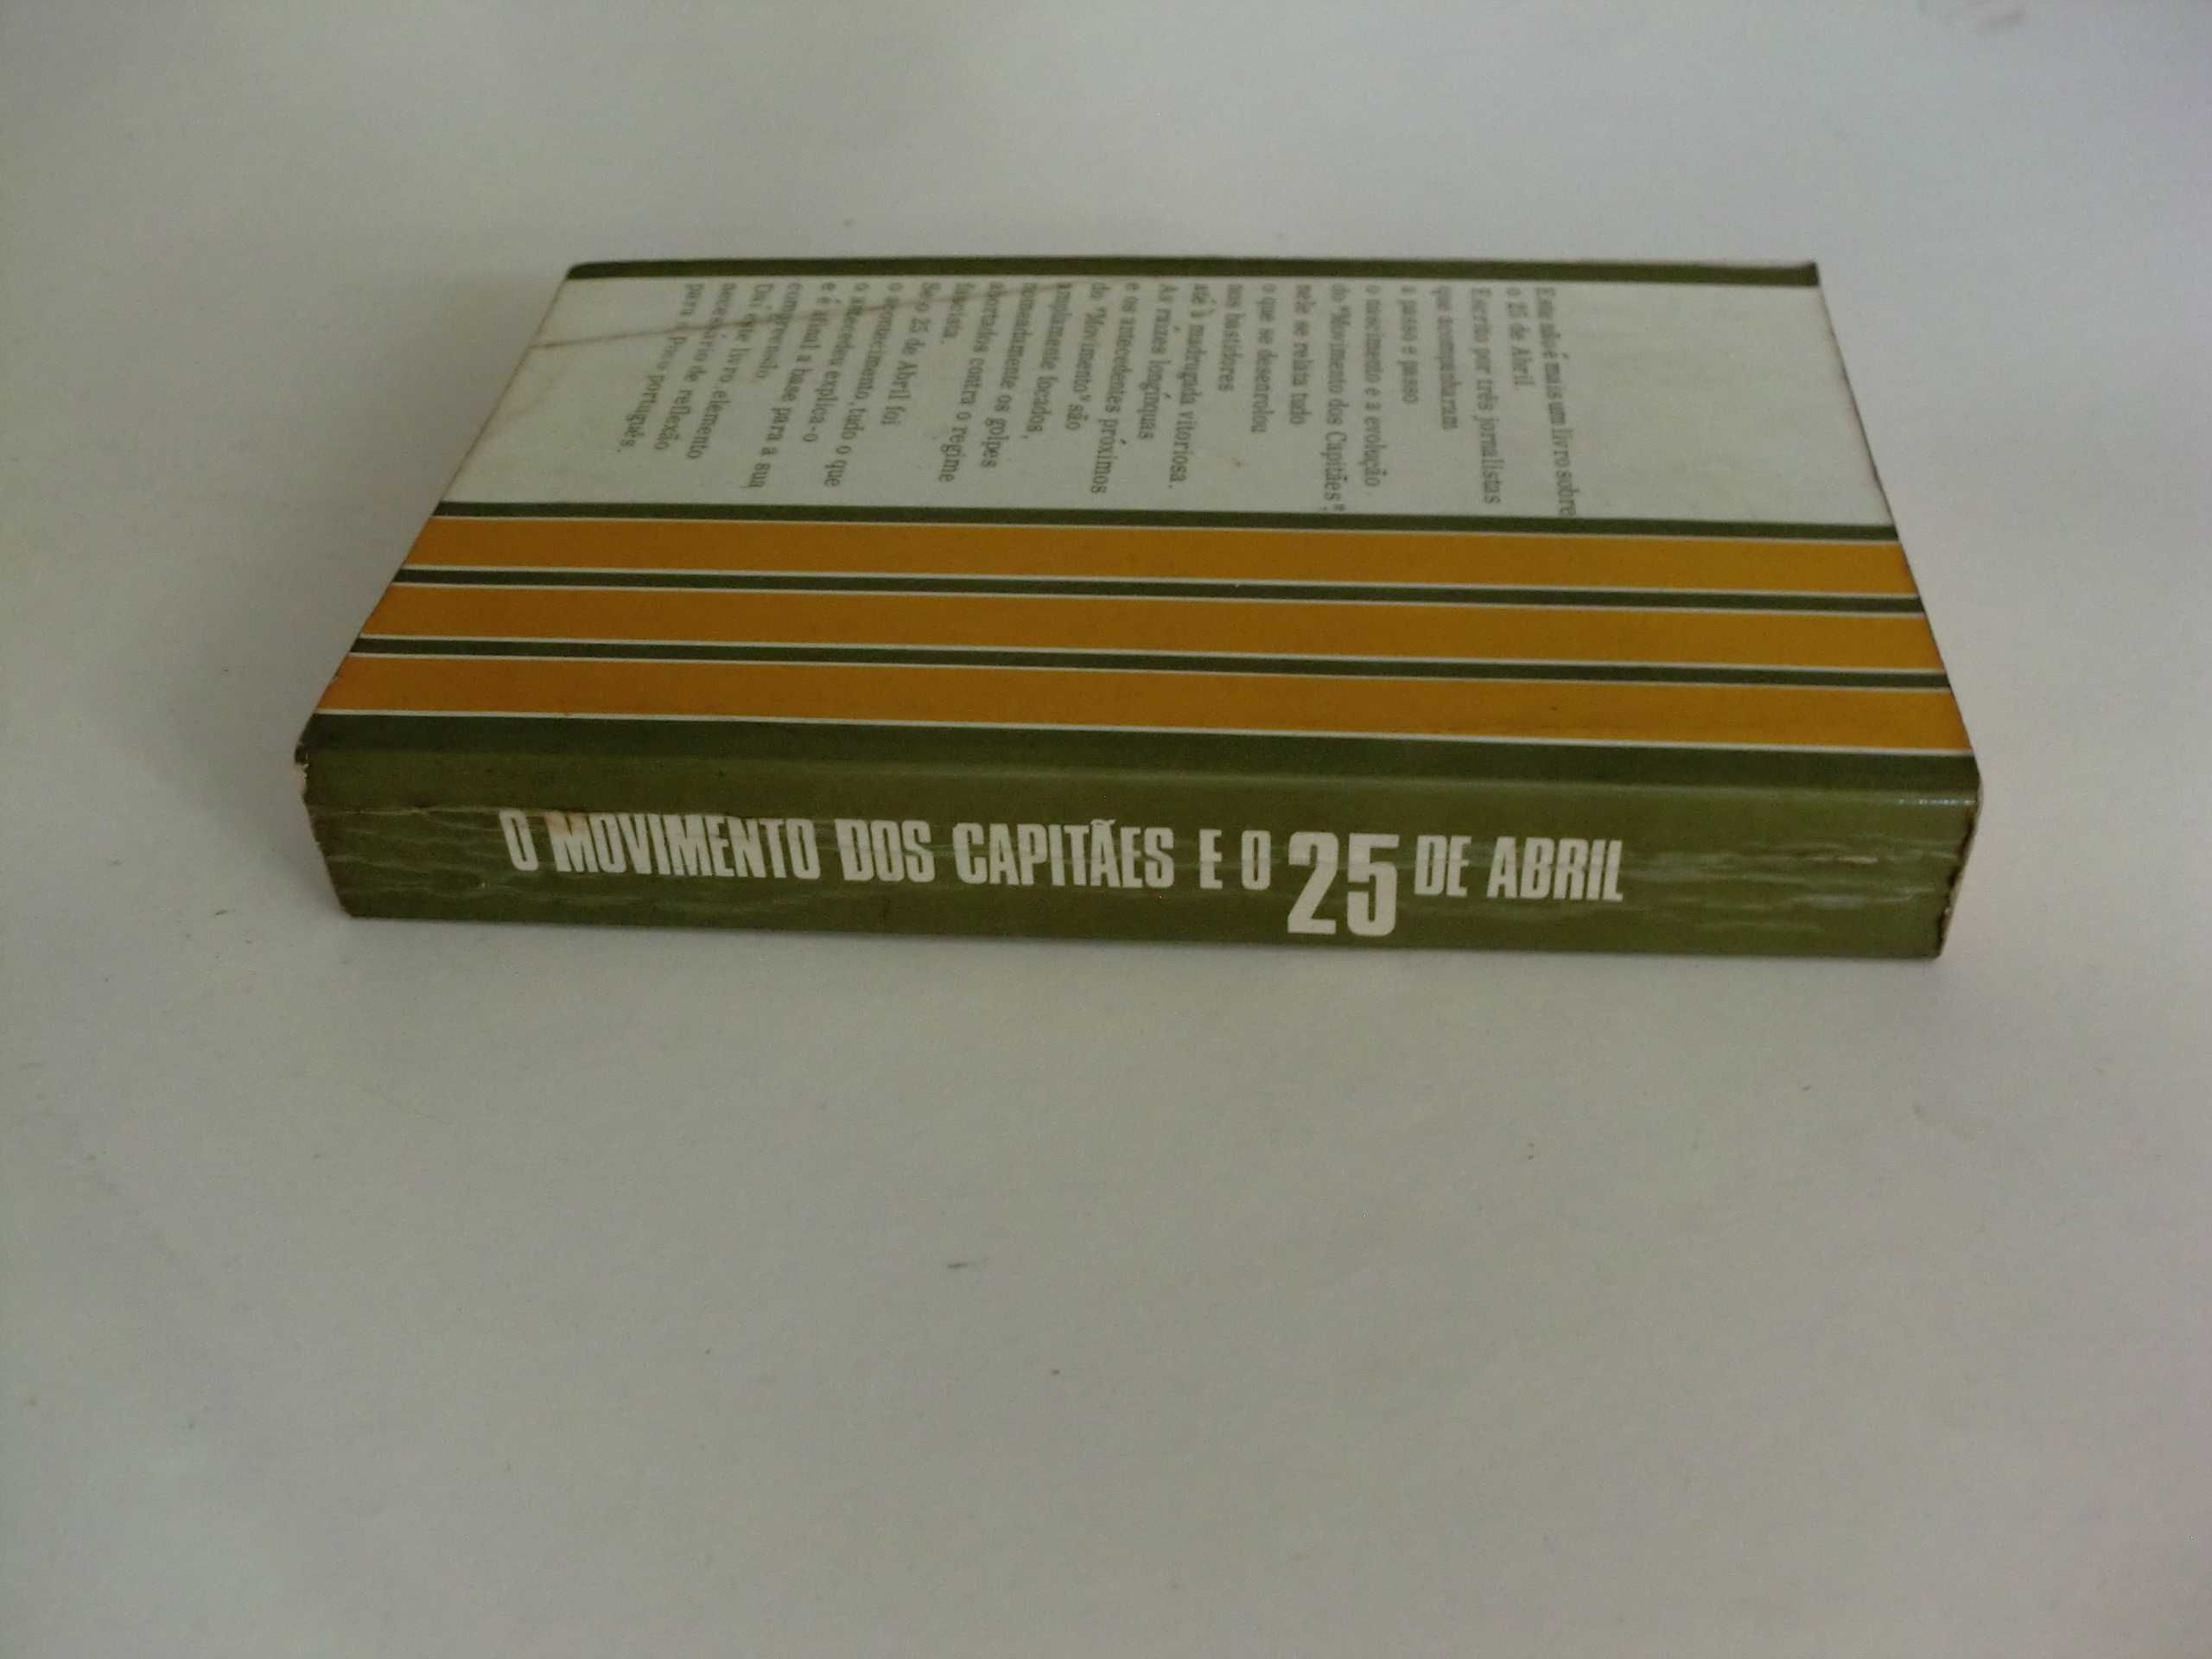 O MOVIMENTO DOS CAPITÃES E O 25 DE ABRIL
Este não é mais um livro sobre
o 25 de Abril.
Escrito por três jornalistas
que acompanharam
a passo e passo
o nascimento e a evolução
do "Movimento dos Capitães",
nele se relata tudo
o que se desenrolou
nos bastidores
até à madrugada vitoriosa.
As raízes longínquas
e os antecedentes próximos
do "Movimento" são
amplamente focados,
nomeadamente os golpes
abortados contra o regime
fascista.
Se o 25 de Abril foi
o acontecimento, tudo o que
o antecedeu explica-o
e é afinal a base para a sua
compreensão.
Daí este livro, elemento
necessário de reflexão
para o povo português.